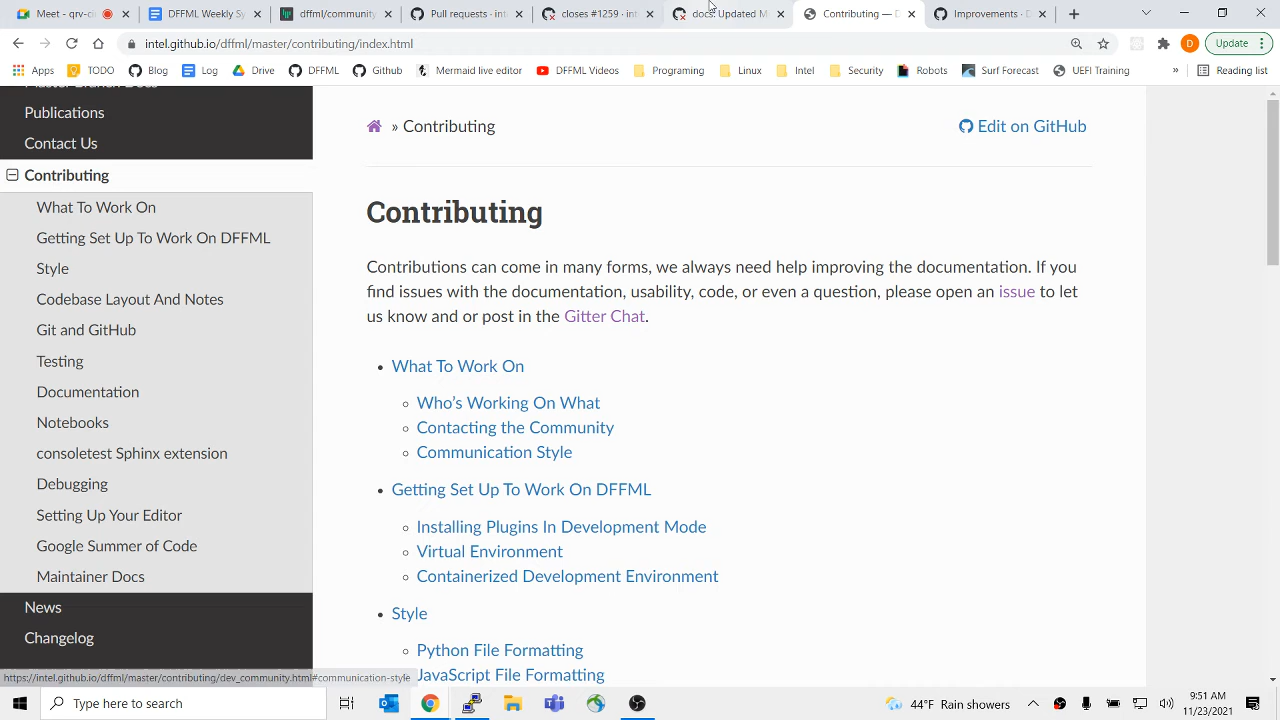 Meet - qrv-ci
DFFML Weekly Sy
dffml/community
Pull requests · int
closes #1259 · int
docs: Updated M
Contributing — D
Improvements · D
intel.github.io/dffml/master/contributing/index.html
D
Update
Apps
TODO
Blog
Log
Drive
DFFML
Github
Mermaid live editor
DFFML Videos
Programing
Linux
Intel
Security
Robots
Surf Forecast
UEFI Training
»
Reading list
Master Branch Docs
Publications
Contact Us
Contributing
What To Work On
Getting Set Up To Work On DFFML
Style
Codebase Layout And Notes
Git and GitHub
Testing
Documentation
Notebooks
consoletest Sphinx extension
Debugging
Setting Up Your Editor
Google Summer of Code
Maintainer Docs
News
Changelog
» Contributing
Edit on GitHub
Contributing
Contributions can come in many forms, we always need help improving the documentation. If you
find issues with the documentation, usability, code, or even a question, please open an issue to let
us know and or post in the Gitter Chat.
• What To Work On
Who's Working On What
Contacting the Community
Communication Style
• Getting Set Up To Work On DFFML
Installing Plugins In Development Mode
Virtual Environment
Containerized Development Environment
• Style
Python File Formatting
JavaScript File Formatting
https://intel.github.io/dffml/master/contributing/dev_community.html#communication-style
Type here to search
44°F Rain showers
9:51 AM
11/23/2021